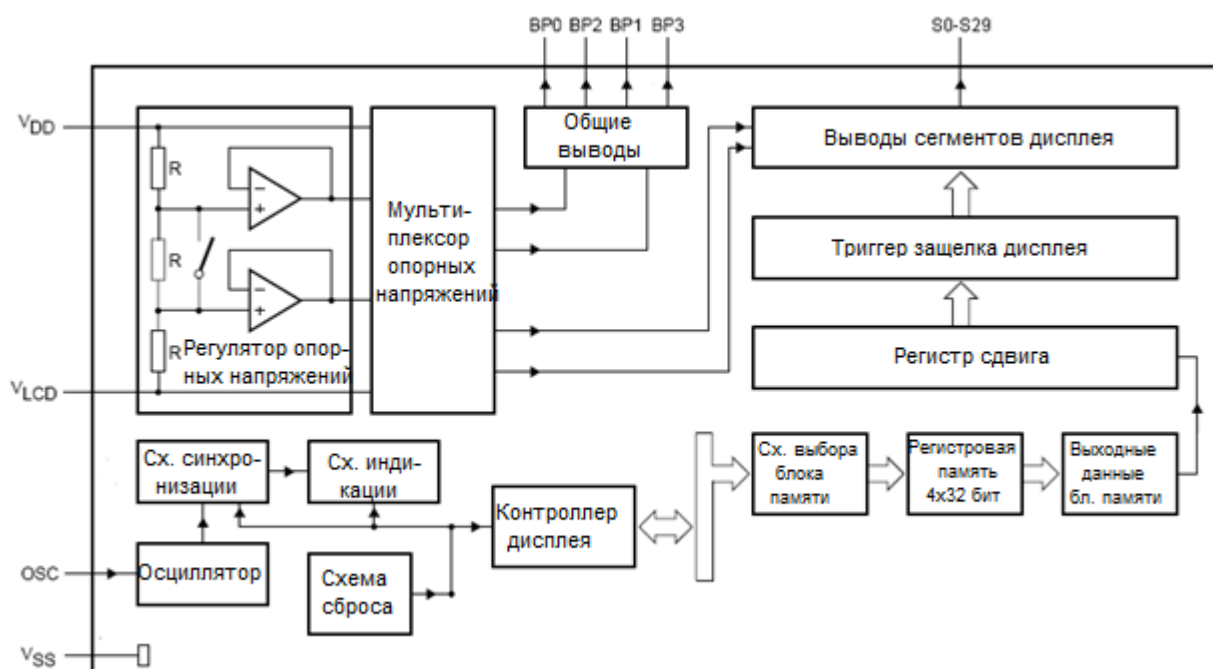 BP0 BP2 BP1 BP3
S0-S29
VDD
R
R
R
VLCD
Регулятор опор-
ных напряжений
Мульти-
плексор
опорных
напряжений
Общие
выводы
Выводы сегментов дисплея
Триггер защелка дисплея
Регистр сдвига
Сх. синхро-
низации
Сх. инди-
кации
Контроллер
дисплея
Сх. выбора
блока
памяти
Регистровая
память
4x32 бит
Выходные
данные
бл. памяти
OSC
Осциллятор
Схема
сброса
VSS